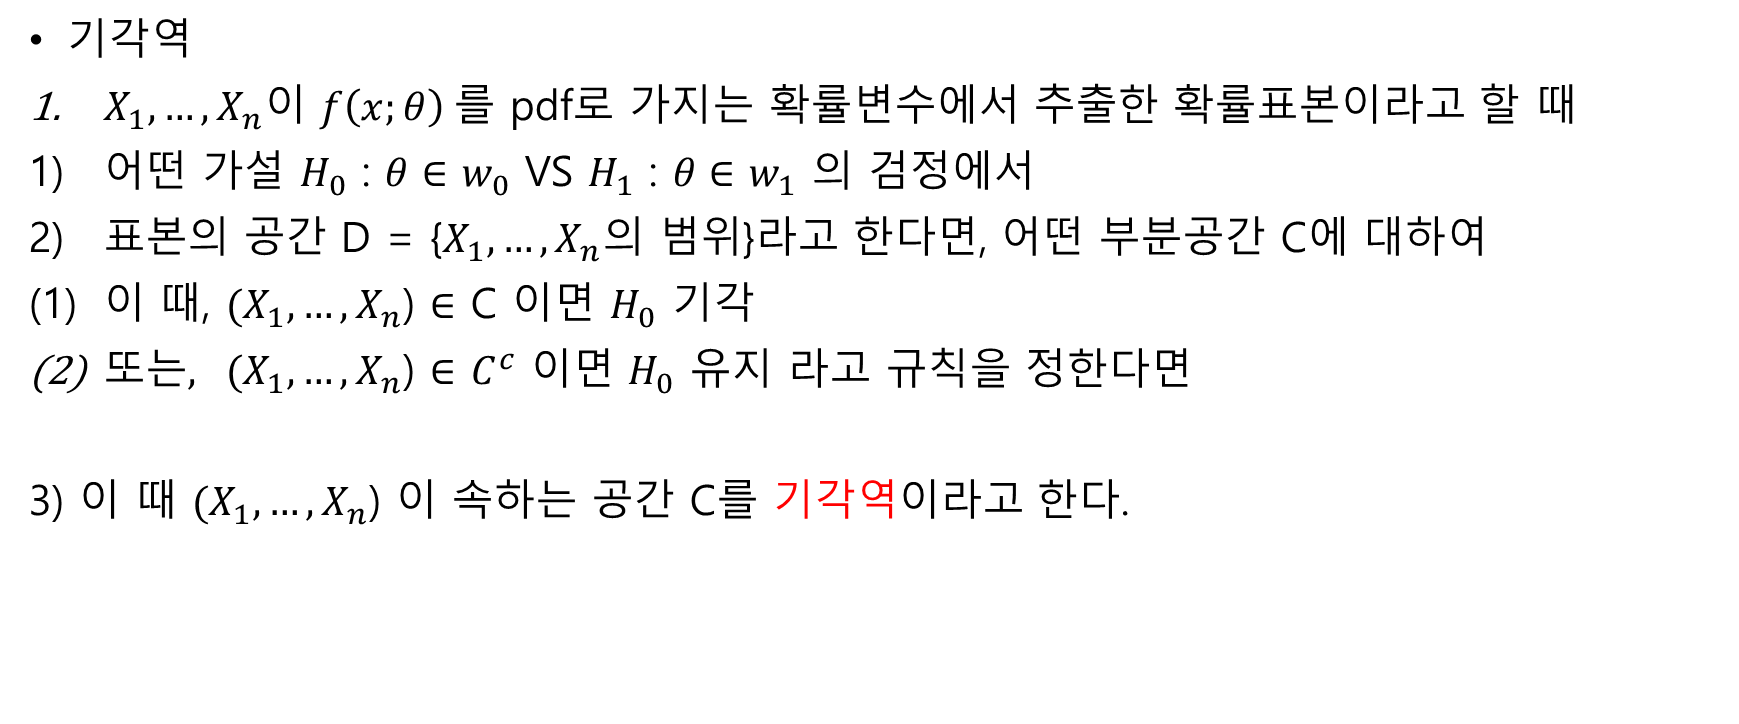 • 기각역
1. X₁, … , Xₙ이 f(x; θ) 를 pdf로 가지는 확률변수에서 추출한 확률표본이라고 할 때
1) 어떤 가설 H₀ : θ ∈ w₀ VS H₁ : θ ∈ w₁ 의 검정에서
2) 표본의 공간 D = {X₁, … , Xₙ의 범위}라고 한다면, 어떤 부분공간 C에 대하여
(1) 이 때, (X₁, … , Xₙ) ∈ C 이면 H₀ 기각
(2) 또는, (X₁, … , Xₙ) ∈ Cᶜ 이면 H₀ 유지 라고 규칙을 정한다면
3) 이 때 (X₁, … , Xₙ) 이 속하는 공간 C를 기각역이라고 한다.